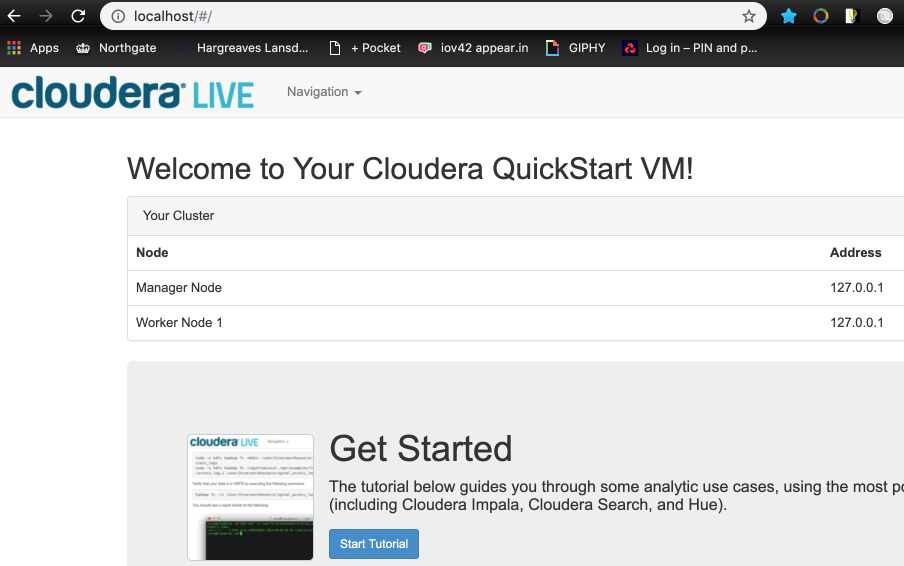 localhost/#/
Apps Northgate Hargreaves Lansd... + Pocket iov42 appear.in GIPHY Log in – PIN and p...
cloudera LIVE Navigation
Welcome to Your Cloudera QuickStart VM!
Your Cluster
Node Address
Manager Node 127.0.0.1
Worker Node 1 127.0.0.1
cloudera LIVE Navigation
Get Started
The tutorial below guides you through some analytic use cases, using the most po
(including Cloudera Impala, Cloudera Search, and Hue).
Start Tutorial